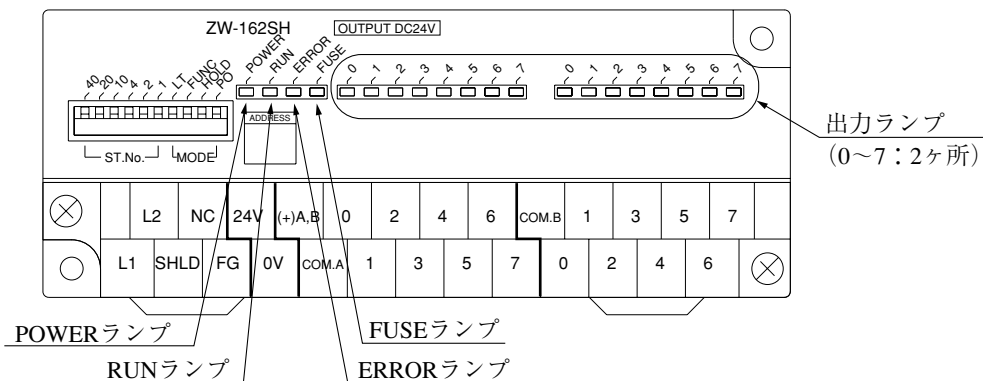 ZW-162SH
OUTPUT DC24V
40 20 10 4 2 1 LT FUNC HOLD PO
POWER RUN ERROR FUSE
0 1 2 3 4 5 6 7
0 1 2 3 4 5 6 7
ADDRESS
ST.No.
MODE
出力ランプ
(0~7:2ヶ所)
L2 NC 24V (+)A,B 0 2 4 6 COM.B 1 3 5 7
L1 SHLD FG 0V COM.A 1 3 5 7 0 2 4 6
POWERランプ
FUSEランプ
RUNランプ
ERRORランプ